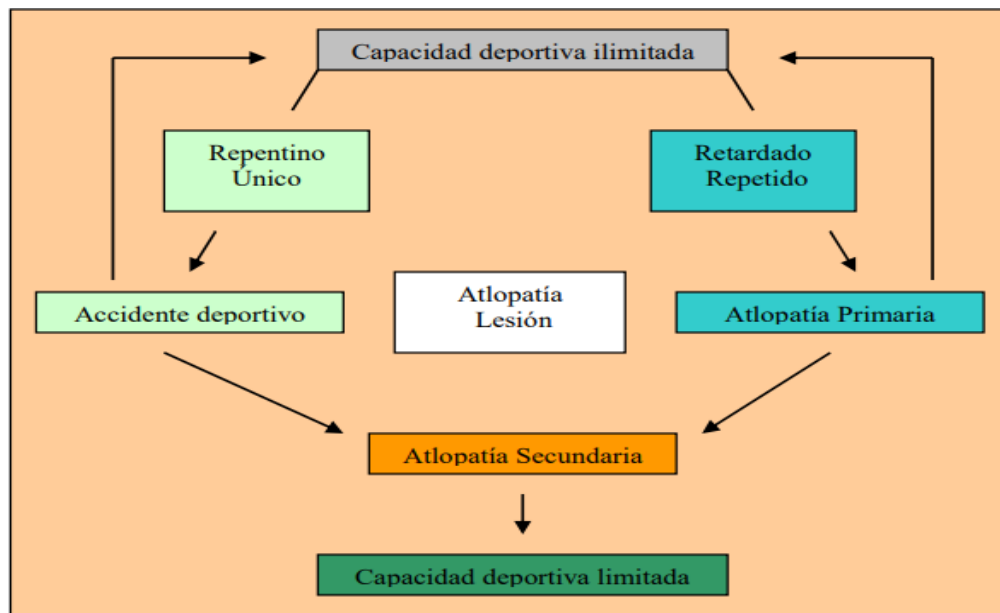 Capacidad deportiva ilimitada
Repentino
Único
Retardado
Repetido
Accidente deportivo
Atlopatía
Lesión
Atlopatía Primaria
Atlopatía Secundaria
Capacidad deportiva limitada